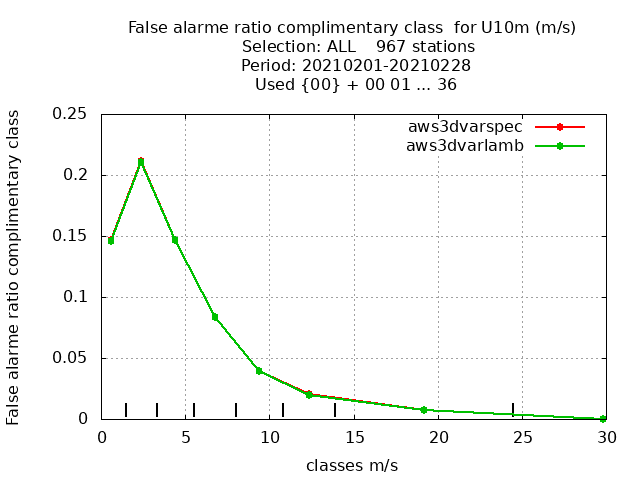 False alarme ratio complimentary class  for U10m (m/s)
Selection: ALL    967 stations
Period: 20210201-20210228
Used {00} + 00 01 ... 36
False alarme ratio complimentary class
0.25
0.2
0.15
0.1
0.05
0
aws3dvarspec
aws3dvarlamb
0 5 10 15 20 25 30
classes m/s